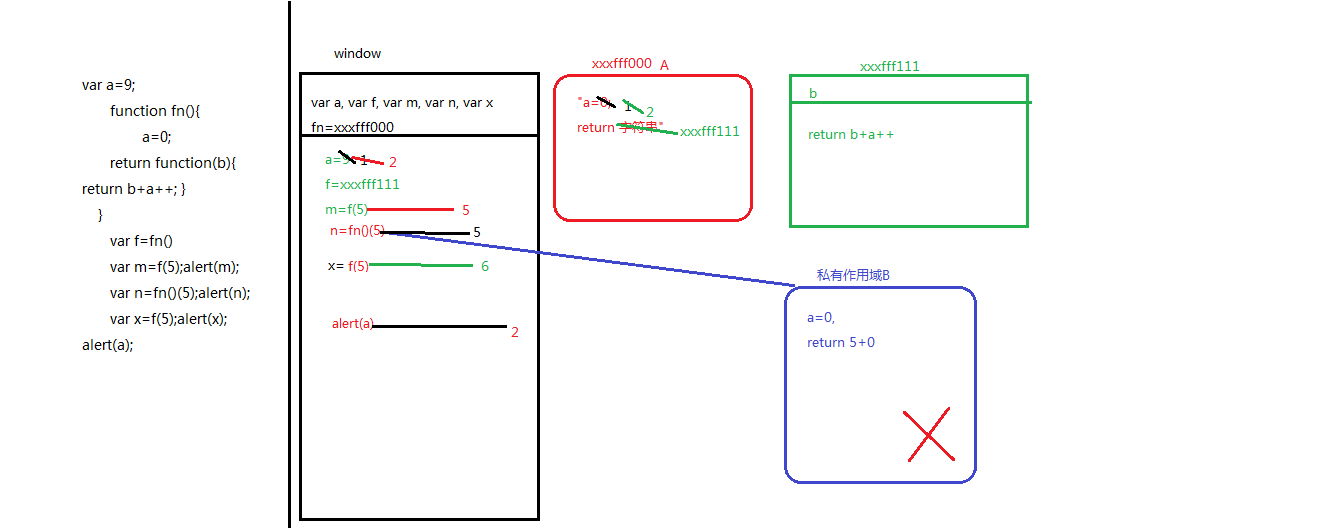 var a=9;
function fn(){
a=0;
return function(b){
return b+a++; }
}
var f=fn()
var m=f(5);alert(m);
var n=fn()(5);alert(n);
var x=f(5);alert(x);
alert(a);
window
var a, var f, var m, var n, var x
fn=xxxfff000
a=9 1 2
f=xxxfff111
m=f(5) 5
n=fn()(5) 5
x= f(5) 6
alert(a) 2
xxxfff000 A
"a=0; 1 2
return 字符串" xxxfff111
xxxfff111
b
return b+a++
私有作用域B
a=0,
return 5+0